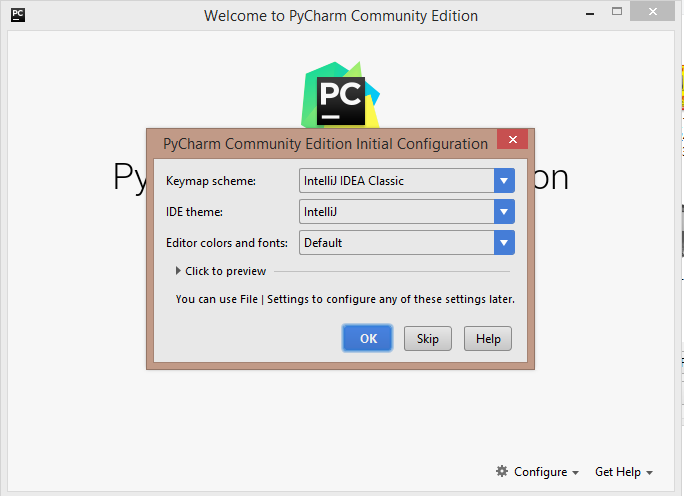 PC
Welcome to PyCharm Community Edition
PC
PyCharm Community Edition Initial Configuration
Py
on
Keymap scheme: IntelliJ IDEA Classic
IDE theme: IntelliJ
Editor colors and fonts: Default
Click to preview
You can use File | Settings to configure any of these settings later.
OK Skip Help
Configure Get Help